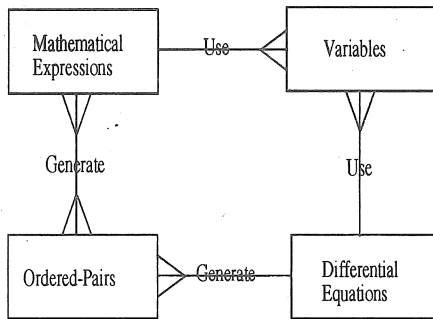 Mathematical
Expressions
Use
Variables
Generate
Use
Ordered-Pairs
Generate
Differential
Equations